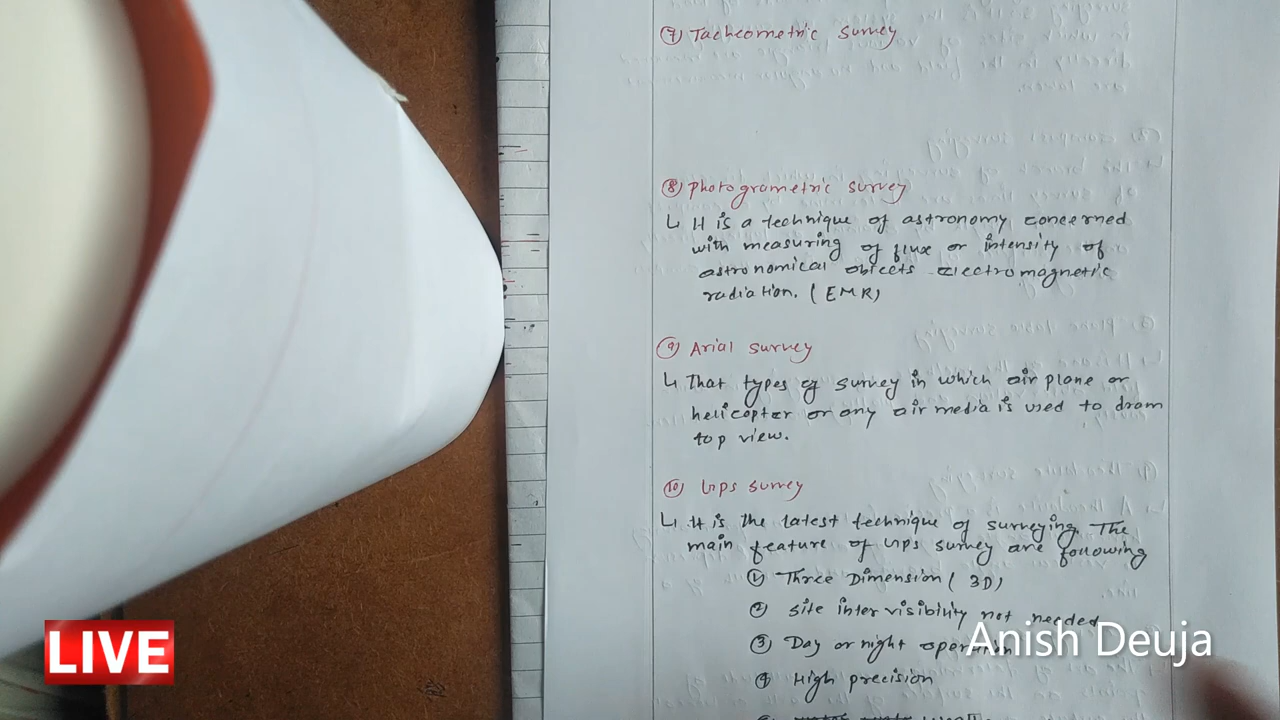 ⑦ Tacheometric survey
⑧ photogrametric survey
↳ It is a technique of astronomy concerned
with measuring of flux or intensity of
astronomical objects electromagnetic
radiation. (EMR)
⑨ Arial survey
↳ That types of survey in which air plane or
helicopter or any air media is used to dram
top view.
⑩ Gps survey
↳ It is the latest technique of surveying. The
main feature of Gps survey are following
① Three Dimension (3D)
② site inter visibility not needed
③ Day or night operation
④ High precision
LIVE
Anish Deuja